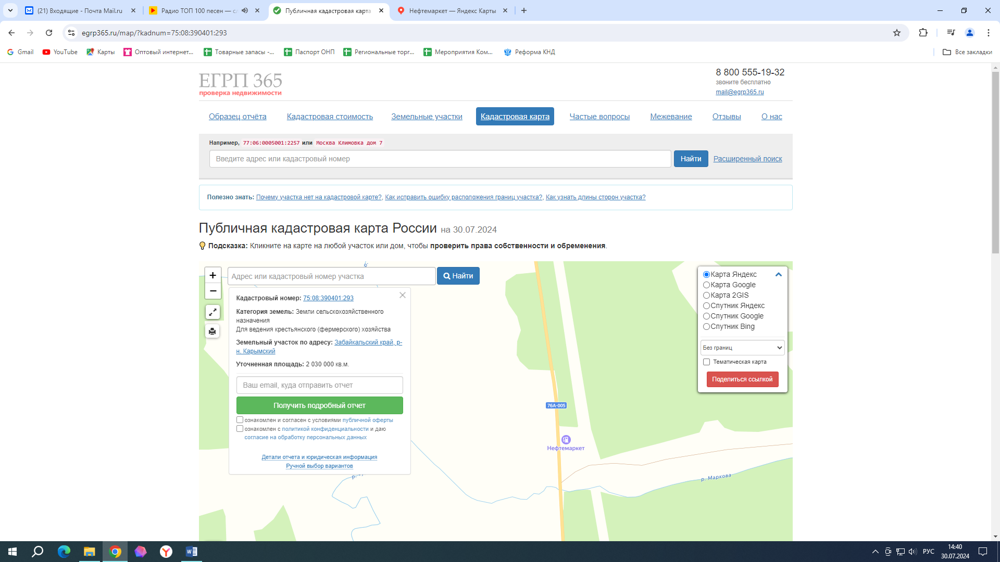 (21) Входящие - Почта Mail.ru
Радио ТОП 100 песен — сл
Публичная кадастровая карта
Нефтемаркет — Яндекс Карты
egrp365.ru/map/?kadnum=75:08:390401:293
Gmail
YouTube
Карты
Оптовый интернет...
Товарные запасы -...
Паспорт ОНП
Региональные торг...
Мероприятия Ком...
Реформа КНД
Все закладки
ЕГРП 365
проверка недвижимости
8 800 555-19-32
звоните бесплатно
mail@egrp365.ru
Образец отчёта
Кадастровая стоимость
Земельные участки
Кадастровая карта
Частые вопросы
Межевание
Отзывы
О нас
Например, 77:06:0005001:2257 или Москва Климовка дом 7
Введите адрес или кадастровый номер
Найти
Расширенный поиск
Полезно знать: Почему участка нет на кадастровой карте?, Как исправить ошибку расположения границ участка?, Как узнать длины сторон участка?
Публичная кадастровая карта России на 30.07.2024
Подсказка: Кликните на карте на любой участок или дом, чтобы проверить права собственности и обременения.
+
−
Адрес или кадастровый номер участка
Найти
Кадастровый номер: 75:08:390401:293
Категория земель: Земли сельскохозяйственного
назначения
Для ведения крестьянского (фермерского) хозяйства
Земельный участок по адресу: Забайкальский край, р-
н. Карымский
Уточненная площадь: 2 030 000 кв.м.
Ваш email, куда отправить отчет
Получить подробный отчет
ознакомлен и согласен с условиями публичной оферты
ознакомлен с политикой конфиденциальности и даю
согласие на обработку персональных данных
Детали отчета и юридическая информация
Ручной выбор вариантов
Карта Яндекс
Карта Google
Карта 2GIS
Спутник Яндекс
Спутник Google
Спутник Bing
Без границ
Тематическая карта
Поделиться ссылкой
76А-005
Нефтемаркет
р. Маркова
РУС
14:40
30.07.2024